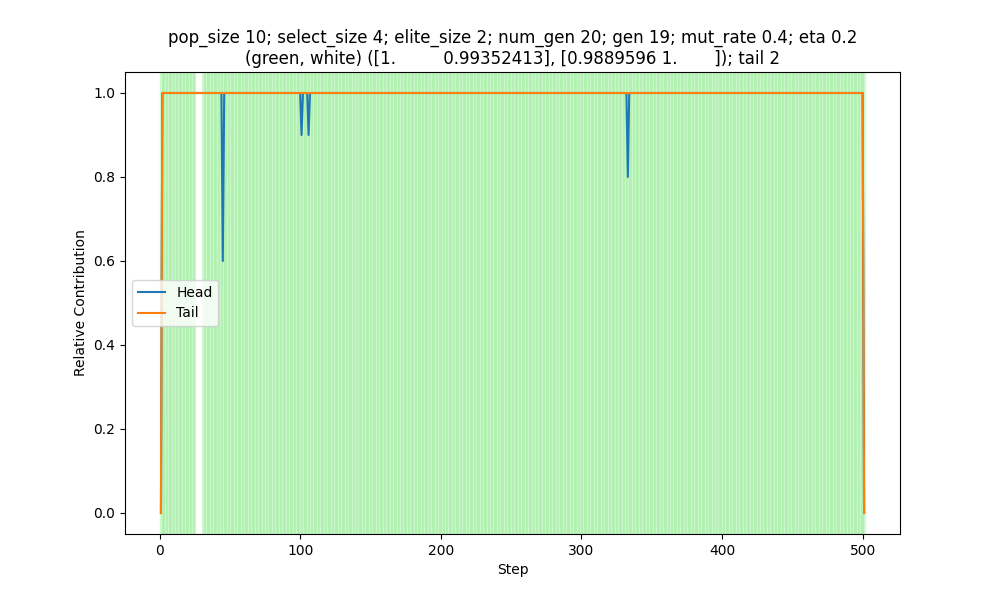 pop_size 10; select_size 4; elite_size 2; num_gen 20; gen 19; mut_rate 0.4; eta 0.2
(green, white) ([1.         0.99352413], [0.9889596 1.       ]); tail 2
1.0
0.8
0.6
0.4
0.2
0.0
Relative Contribution
Head
Tail
0 100 200 300 400 500
Step